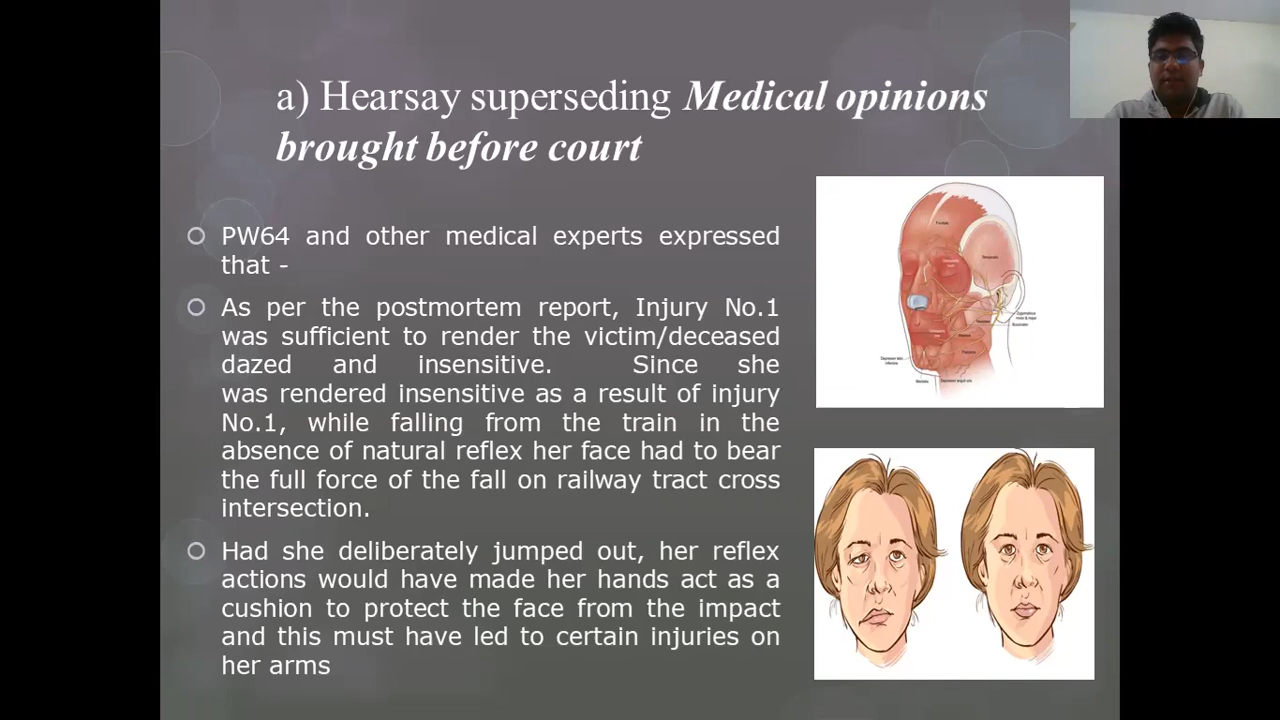 a) Hearsay superseding Medical opinions
brought before court
PW64 and other medical experts expressed
that -
As per the postmortem report, Injury No.1
was sufficient to render the victim/deceased
dazed and insensitive. Since she
was rendered insensitive as a result of injury
No.1, while falling from the train in the
absence of natural reflex her face had to bear
the full force of the fall on railway tract cross
intersection.
Had she deliberately jumped out, her reflex
actions would have made her hands act as a
cushion to protect the face from the impact
and this must have led to certain injuries on
her arms